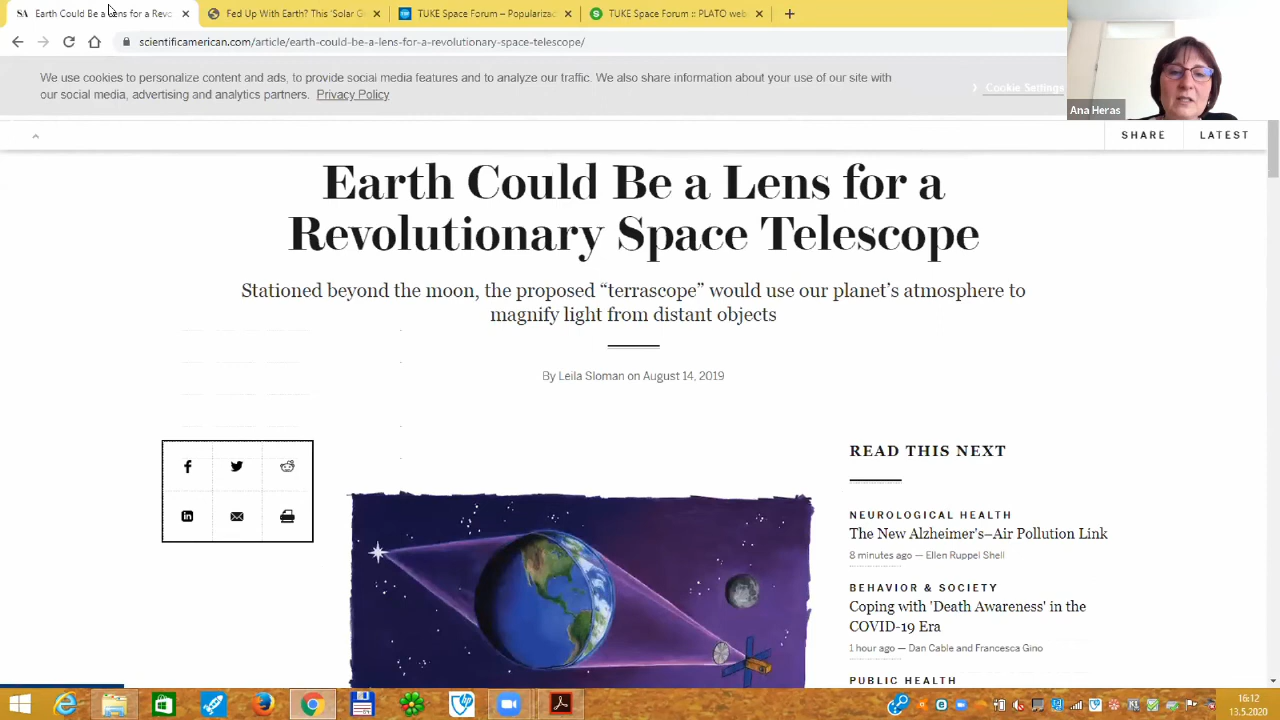 SA Earth Could Be a Lens for a Revo
Fed Up With Earth? This 'Solar G
TUKE Space Forum – Popularizac
TUKE Space Forum :: PLATO web
scientificamerican.com/article/earth-could-be-a-lens-for-a-revolutionary-space-telescope/
We use cookies to personalize content and ads, to provide social media features and to analyze our traffic. We also share information about your use of our site with
our social media, advertising and analytics partners. Privacy Policy
Cookie Settings
Ana Heras
SHARE
LATEST
Earth Could Be a Lens for a
Revolutionary Space Telescope
Stationed beyond the moon, the proposed “terrascope” would use our planet’s atmosphere to
magnify light from distant objects
By Leila Sloman on August 14, 2019
READ THIS NEXT
NEUROLOGICAL HEALTH
The New Alzheimer's–Air Pollution Link
8 minutes ago — Ellen Ruppel Shell
BEHAVIOR & SOCIETY
Coping with 'Death Awareness' in the
COVID-19 Era
1 hour ago — Dan Cable and Francesca Gino
PUBLIC HEALTH
16:12
13.5.2020